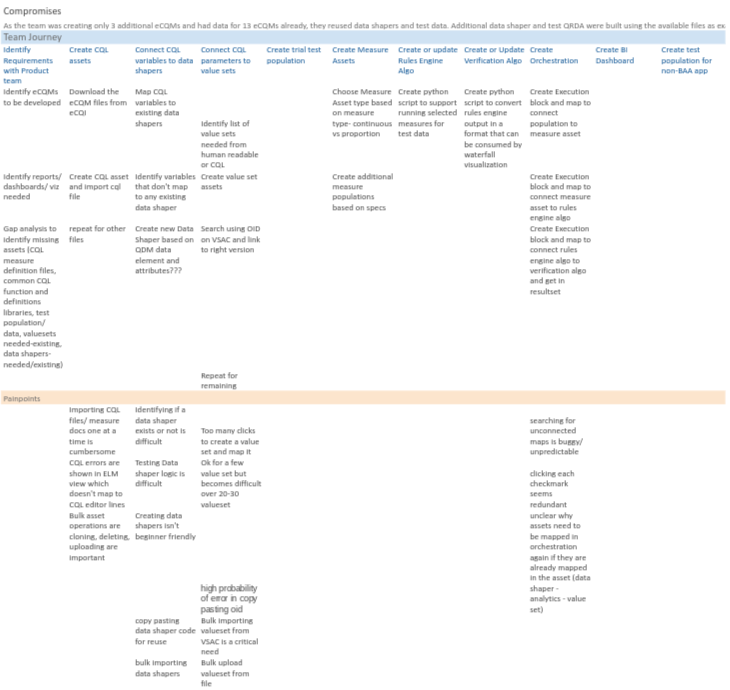 Compromises
As the team was creating only 3 additional eCQMs and had data for 13 eCQMs already, they reused data shapers and test data. Additional data shaper and test QRDA were built using the available files as ex
Team Journey
Identify
Requirements
with Product
team
Create CQL
assets
Connect CQL
variables to data
shapers
Connect CQL
parameters to
value sets
Create trial test
population
Create Measure
Assets
Create or update
Rules Engine
Algo
Create or Update
Verification Algo
Create
Orchestration
Create BI
Dashboard
Create test
population for
non-BAA app
Identify eCQMs
to be developed
Download the
eCQM files from
eCQI
Map CQL
variables to
existing data
shapers
Identify list of
value sets
needed from
human readable
or CQL
Choose Measure
Asset type based
on measure
type- continuous
vs proportion
Create python
script to support
running selected
measures for
test data
Create python
script to convert
rules engine
output in a
format that can
be consumed by
waterfall
visualization
Create Execution
block and map to
connect
population to
measure asset
Identify reports/
dashboards/ viz
needed
Create CQL asset
and import cql
file
Identify variables
that don't map
to any existing
data shaper
Create value set
assets
Create additional
measure
populations
based on specs
Create Execution
block and map to
connect measure
asset to rules
engine algo
Gap analysis to
identify missing
assets (CQL
measure
definition files,
common CQL
function and
definitions
libraries, test
population/
data, valuesets
needed-existing,
data shapers-
needed/existing)
repeat for other
files
Create new Data
Shaper based on
QDM data
element and
attributes???
Search using OID
on VSAC and link
to right version
Create Execution
block and map to
connect rules
engine algo to
verification algo
and get in
resultset
Repeat for
remaining
Painpoints
Importing CQL
files/ measure
docs one at a
time is
cumbersome
Identifying if a
data shaper
exists or not is
difficult
Too many clicks
to create a value
set and map it
searching for
unconnected
maps is buggy/
unpredictable
CQL errors are
shown in ELM
view which
doesn't map to
CQL editor lines
Testing Data
shaper logic is
difficult
Ok for a few
value set but
becomes difficult
over 20-30
valueset
clicking each
checkmark
seems
redundant
Bulk asset
operations are
cloning, deleting,
uploading are
important
Creating data
shapers isn't
beginner friendly
unclear why
assets need to
be mapped in
orchestration
again if they are
already mapped
in the asset (data
shaper -
analytics - value
set)
high probability
of error in copy
pasting oid
copy pasting
data shaper code
for reuse
Bulk importing
valueset from
VSAC is a critical
need
bulk importing
data shapers
Bulk upload
valueset from
file